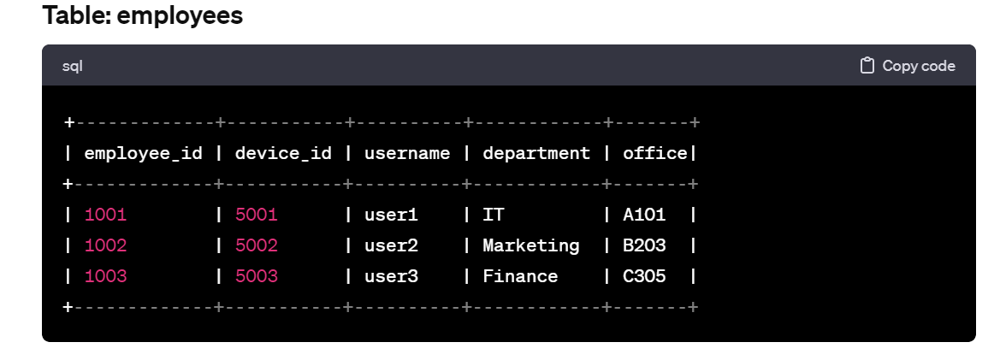 Table: employees
sql
Copy code
+-------------+-----------+----------+------------+-------+
| employee_id | device_id | username | department | office|
+-------------+-----------+----------+------------+-------+
| 1001        | 5001      | user1    | IT         | A101  |
| 1002        | 5002      | user2    | Marketing  | B203  |
| 1003        | 5003      | user3    | Finance    | C305  |
+-------------+-----------+----------+------------+-------+